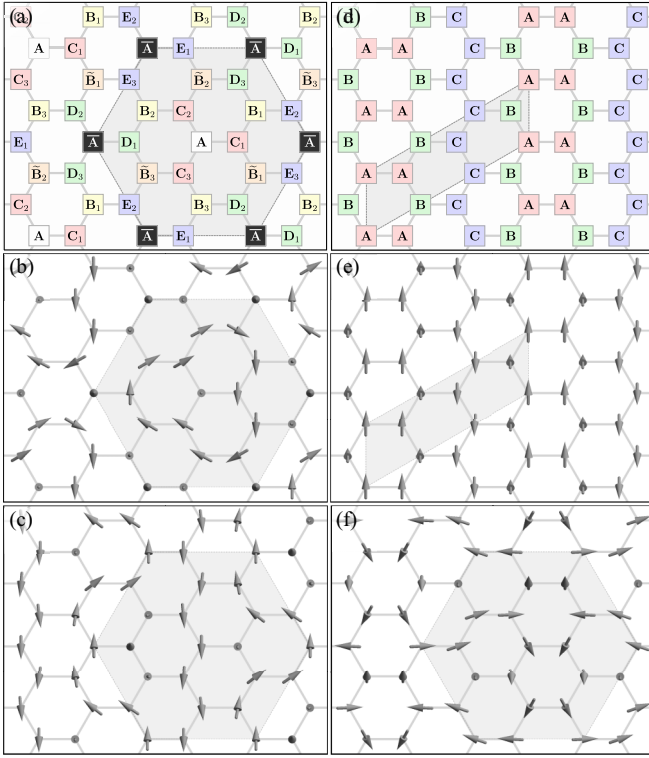 (a) B₁ E₂ B₃ D₂ B₁
A C₁ A̅ E₁ A̅ D₁
C₃ B̃₁ E₃ B̃₂ D₃ B̃₃
B₃ D₂ B₂ C₂ B₁ E₂
E₁ A̅ D₁ A C₁ A̅
B̃₂ D₃ B̃₃ C₃ B̃₁ E₃
C₂ B₁ E₂ B₃ D₂ B₂
A C₁ A̅ E₁ A̅ D₁
(d) B C A A C
A A C B B C
B B C A A C
A A C B B C
B B C A A C
A A C B B C
B B C A A C
A A C B B C
(b)
(e)
(c)
(f)